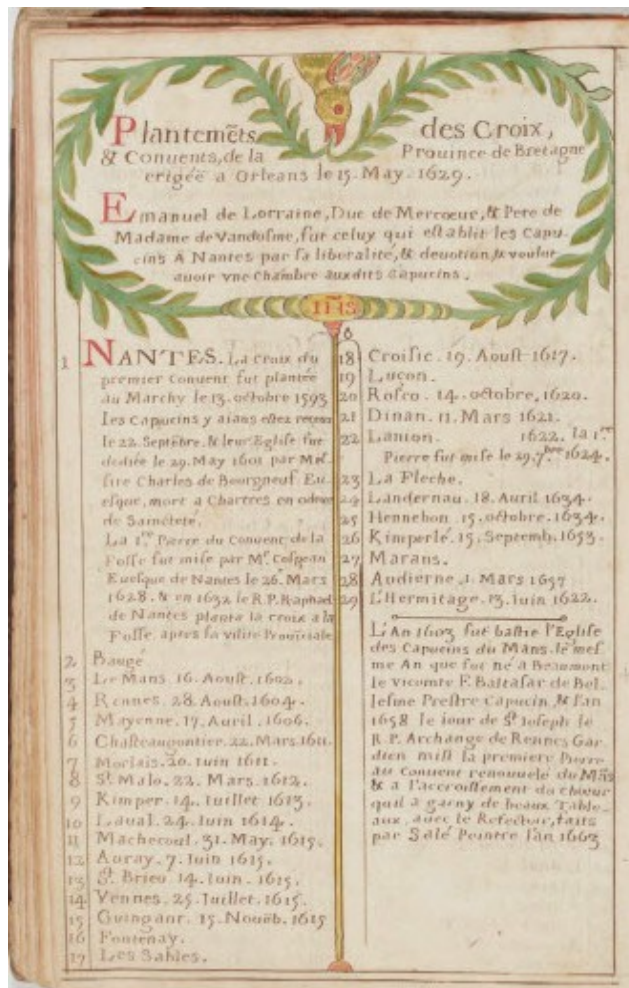 Plantemẽts des Croix,
& Conuents, de la Prouince de Bretagne
erigéé a Orleans le 15. May. 1629.
Emanuel de Lorraine, Duc de Mercœur, & Pere de
Madame de Vandosme, fut celuy qui establit les Capu-
cins A Nantes par sa liberalité, & deuotion, & voulut
auoir vne Chambre auxdits Capucins.
IHS
1 NANTES. La Croix du
premier Conuent fut plantée
au Marchy le 13. octobre 1593
Les Capucins y aians estez receus
le 22. Septẽbre. & leur Eglise fut
dediée le 29. May 1601 par Mes
sire Charles de Bourgneuf Eu-
esque, mort a Chartres en odeur
de Sainctete.
La 1.re Pierre du Conuent de la
Fosse fut mise par Mr. Cospean
Euesque de Nantes le 26. Mars
1628. & en 1632 le R.P. Raphael
de Nantes planta la croix a la
Fosse. apres sa visite Prouĩciale
2 Baugé
3 Le Mans. 16. Aoust. 1602.
4 Rennes. 28. Aoust. 1604.
5 Mayenne. 17. Auril. 1606.
6 Chasteaugontier. 22. Mars. 1611.
7 Morlais. 20. Iuin 1611.
8 St. Malo. 22. Mars. 1612.
9 Kimper. 14. Iuillet 1613.
10 Laual. 24. Iuin 1614.
11 Machecoul. 31. May. 1615.
12 Auray. 7. Iuin 1615.
13 St. Brieu 14. Iuin. 1615.
14 Vennes. 25. Iuillet. 1615.
15 Guingant. 15. Nouẽb. 1615
16 Fontenay.
17 Les Sables.
18 Croisic. 19. Aoust. 1617.
19 Luçon.
20 Rosco. 14. octobre, 1620.
21 Dinan. 11. Mars 1621.
22 Lanion. 1622. la 1.re
Pierre fut mise le 29. 7.bre 1624.
23 La Fleche.
24 Landernau. 18. Auril. 1634.
25 Hennebon. 15. octobre. 1634.
26 Kimperlé. 15. Septemb. 1653.
27 Marans.
28 Audierne. 1. Mars 1657
29 L'Hermitage. 13. Iuin 1622.
L'An 1603 fut bastie l'Eglise
des Capucins du Mans. le mes
me An que fut né a Beaumont
le vicomte F. Baltasar de Bel.
lesme Prestre Capucin, & l'an
1658 le iour de St. Ioseph le
R.P. Archange de Rennes Gar
dien mist la premiere Pierre
au Conuent renouuelé du Mãs
& a l'accroissement du chœur
quil a garny de beaux Table-
aux, auec le Refectoir, faits
par Salé Peintre l'an 1663